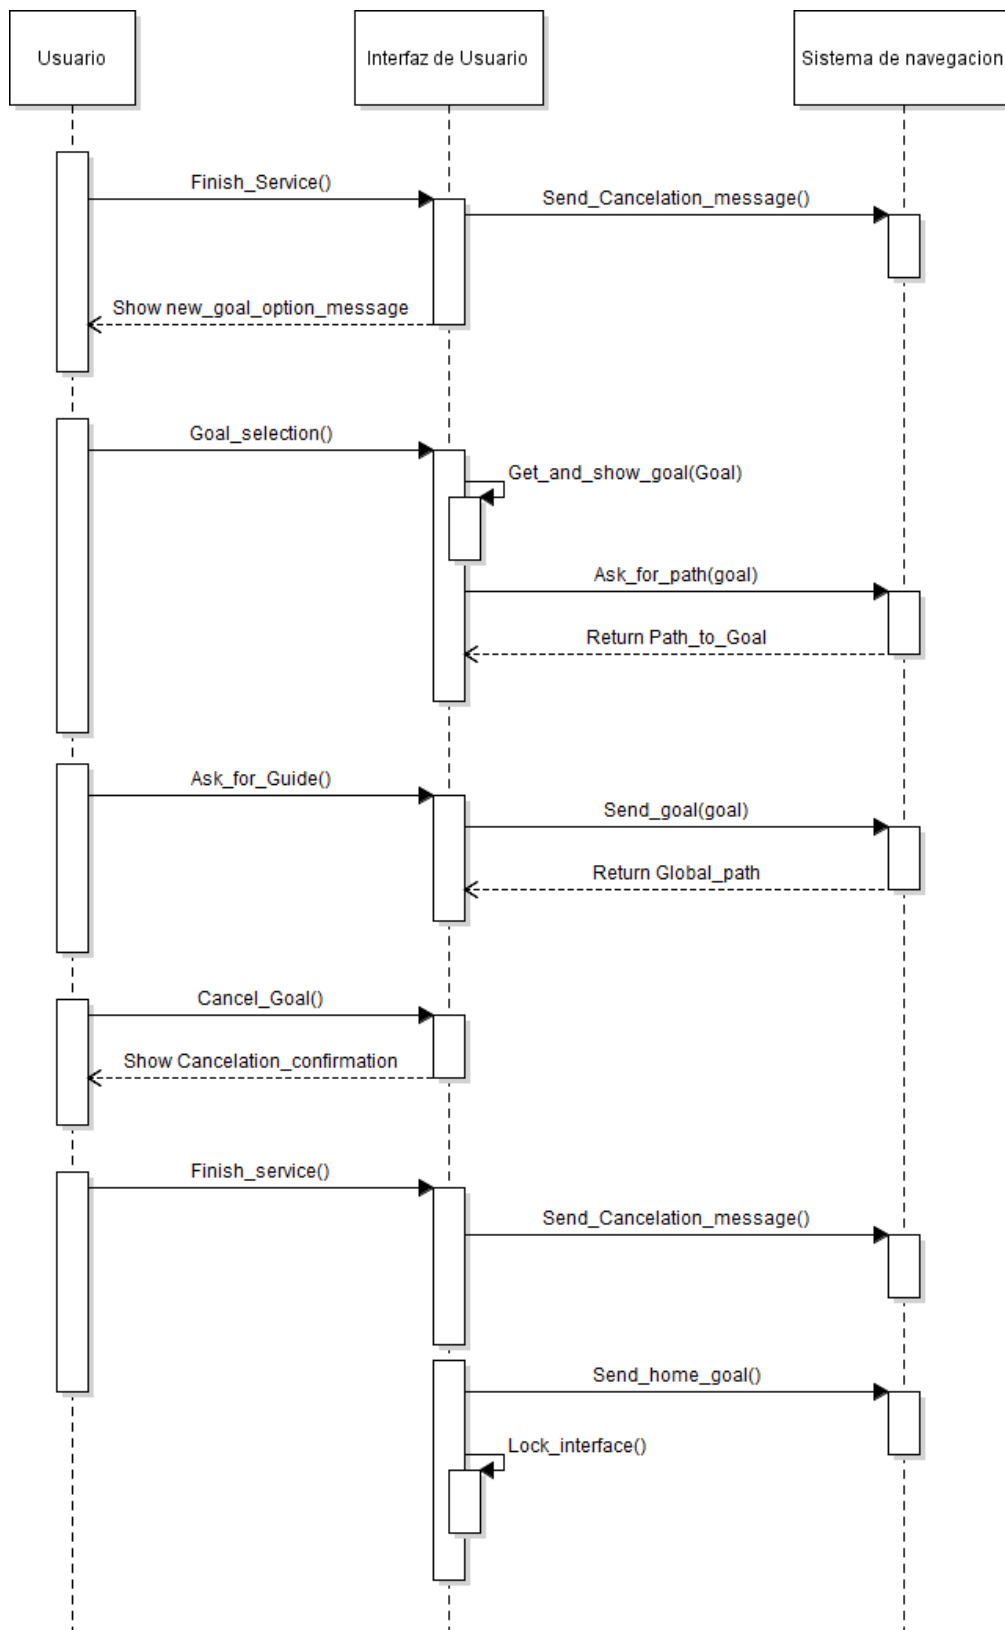 Usuario
Interfaz de Usuario
Sistema de navegacion
Finish_Service()
Send_Cancelation_message()
Show new_goal_option_message
Goal_selection()
Get_and_show_goal(Goal)
Ask_for_path(goal)
Return Path_to_Goal
Ask_for_Guide()
Send_goal(goal)
Return Global_path
Cancel_Goal()
Show Cancelation_confirmation
Finish_service()
Send_Cancelation_message()
Send_home_goal()
Lock_interface()